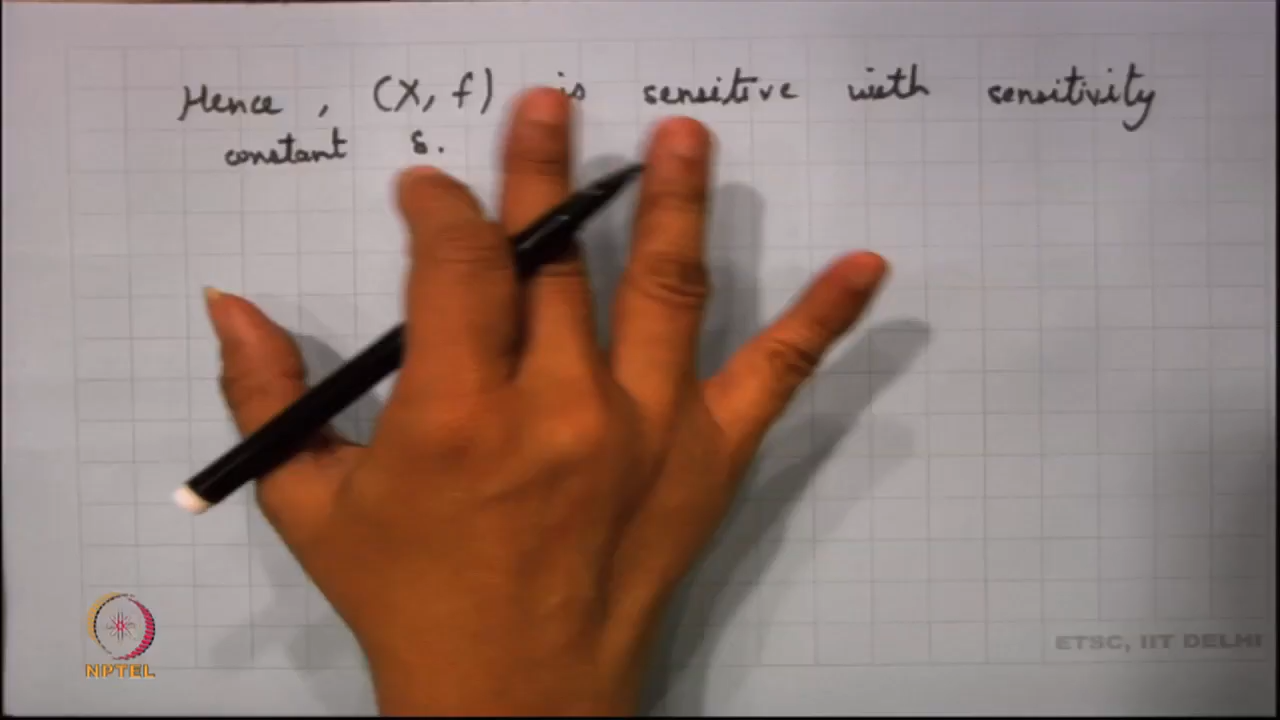 Hence, (X, f) is sensitive with sensitivity
constant δ.
ETSC, IIT DELHI
NPTEL